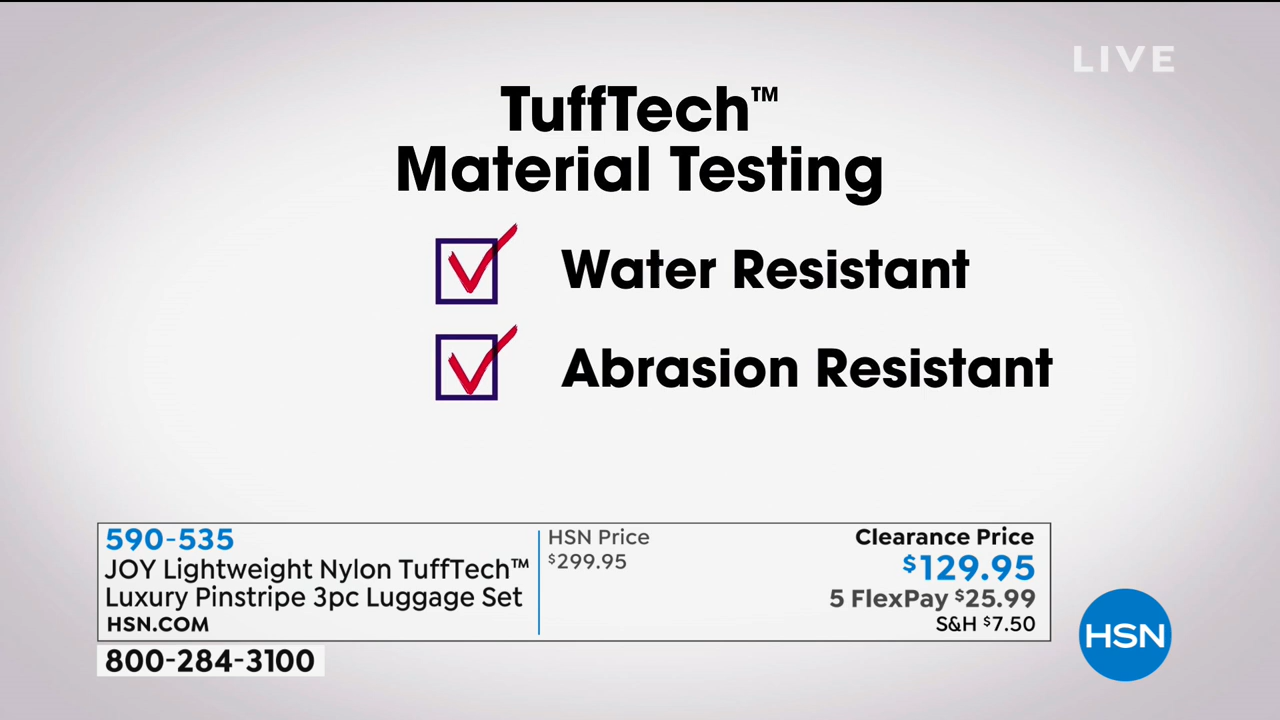 LIVE
TuffTech™
Material Testing
Water Resistant
Abrasion Resistant
590-535
JOY Lightweight Nylon TuffTech™
Luxury Pinstripe 3pc Luggage Set
HSN.COM
HSN Price
$299.95
Clearance Price
$129.95
5 FlexPay $25.99
S&H $7.50
800-284-3100
HSN